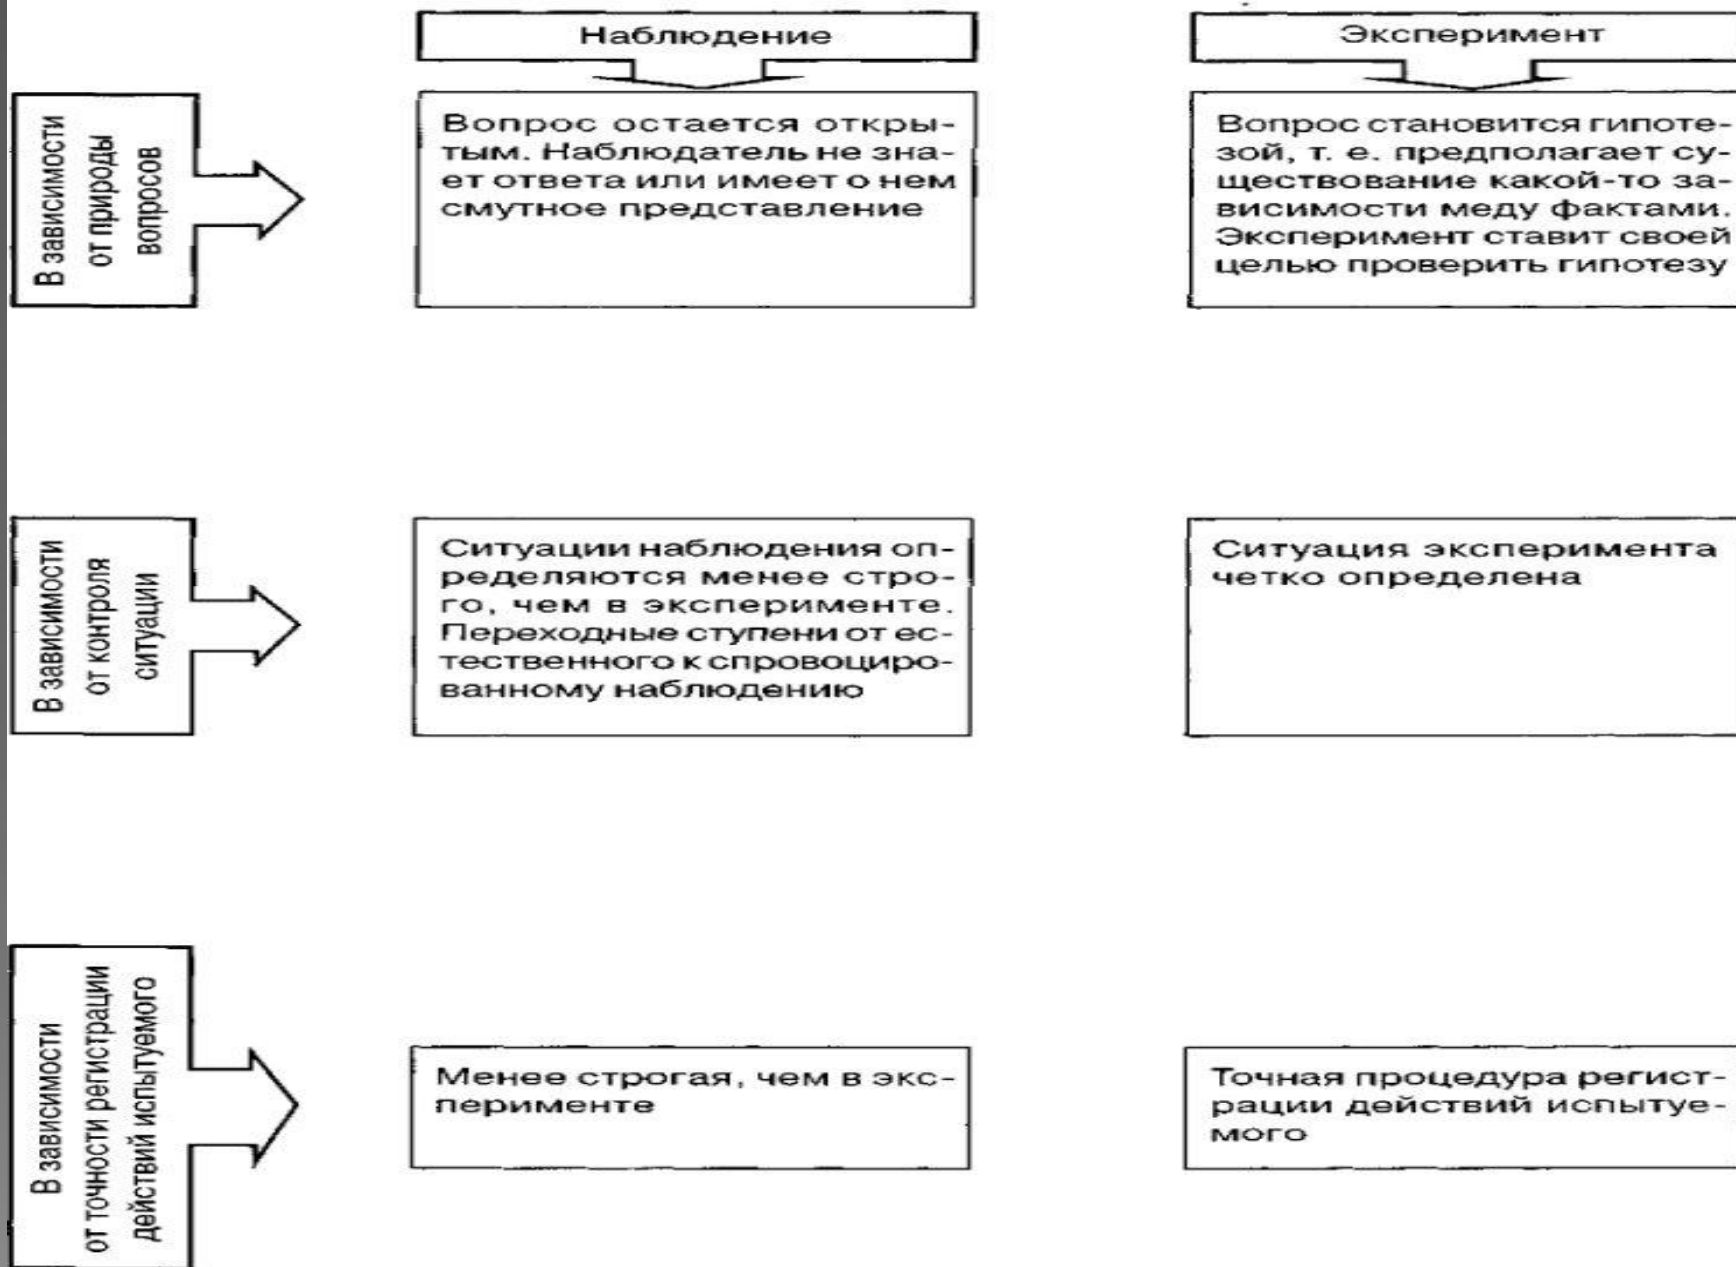 Наблюдение
Эксперимент
В зависимости
от природы
вопросов
Вопрос остается откры-
тым. Наблюдатель не зна-
ет ответа или имеет о нем
смутное представление
Вопрос становится гипоте-
зой, т. е. предполагает су-
ществование какой-то за-
висимости меду фактами.
Эксперимент ставит своей
целью проверить гипотезу
В зависимости
от контроля
ситуации
Ситуации наблюдения оп-
ределяются менее стро-
го, чем в эксперименте.
Переходные ступени от ес-
тественного к спровоциро-
ванному наблюдению
Ситуация эксперимента
четко определена
В зависимости
от точности регистрации
действий испытуемого
Менее строгая, чем в экс-
перименте
Точная процедура регист-
рации действий испытуе-
мого